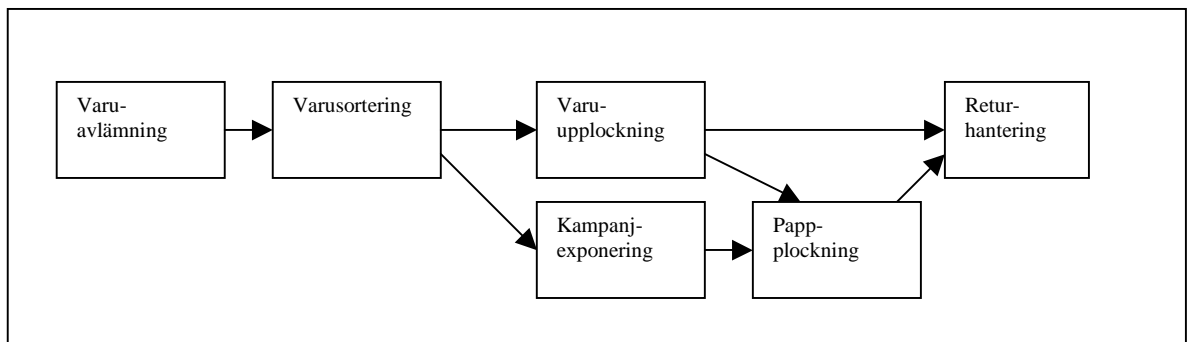 Varu-
avlämning
Varusortering
Varu-
upplockning
Retur-
hantering
Kampanj-
exponering
Papp-
plockning